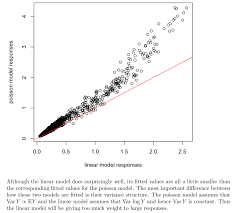 4
3
2
1
0
poisson model responses
0.0 0.5 1.0 1.5 2.0 2.5
linear model responses
Although the linear model does surprisingly well, its fitted values are all a little smaller than
the corresponding fitted values for the poisson model. The most important difference between
how these two models are fitted is their variance structure. The poisson model assumes that
Var Y ∝ 𝔼Y and the linear model assumes that Var log Y and hence Var Y is constant. Thus
the linear model will be giving too much weight to large responses.